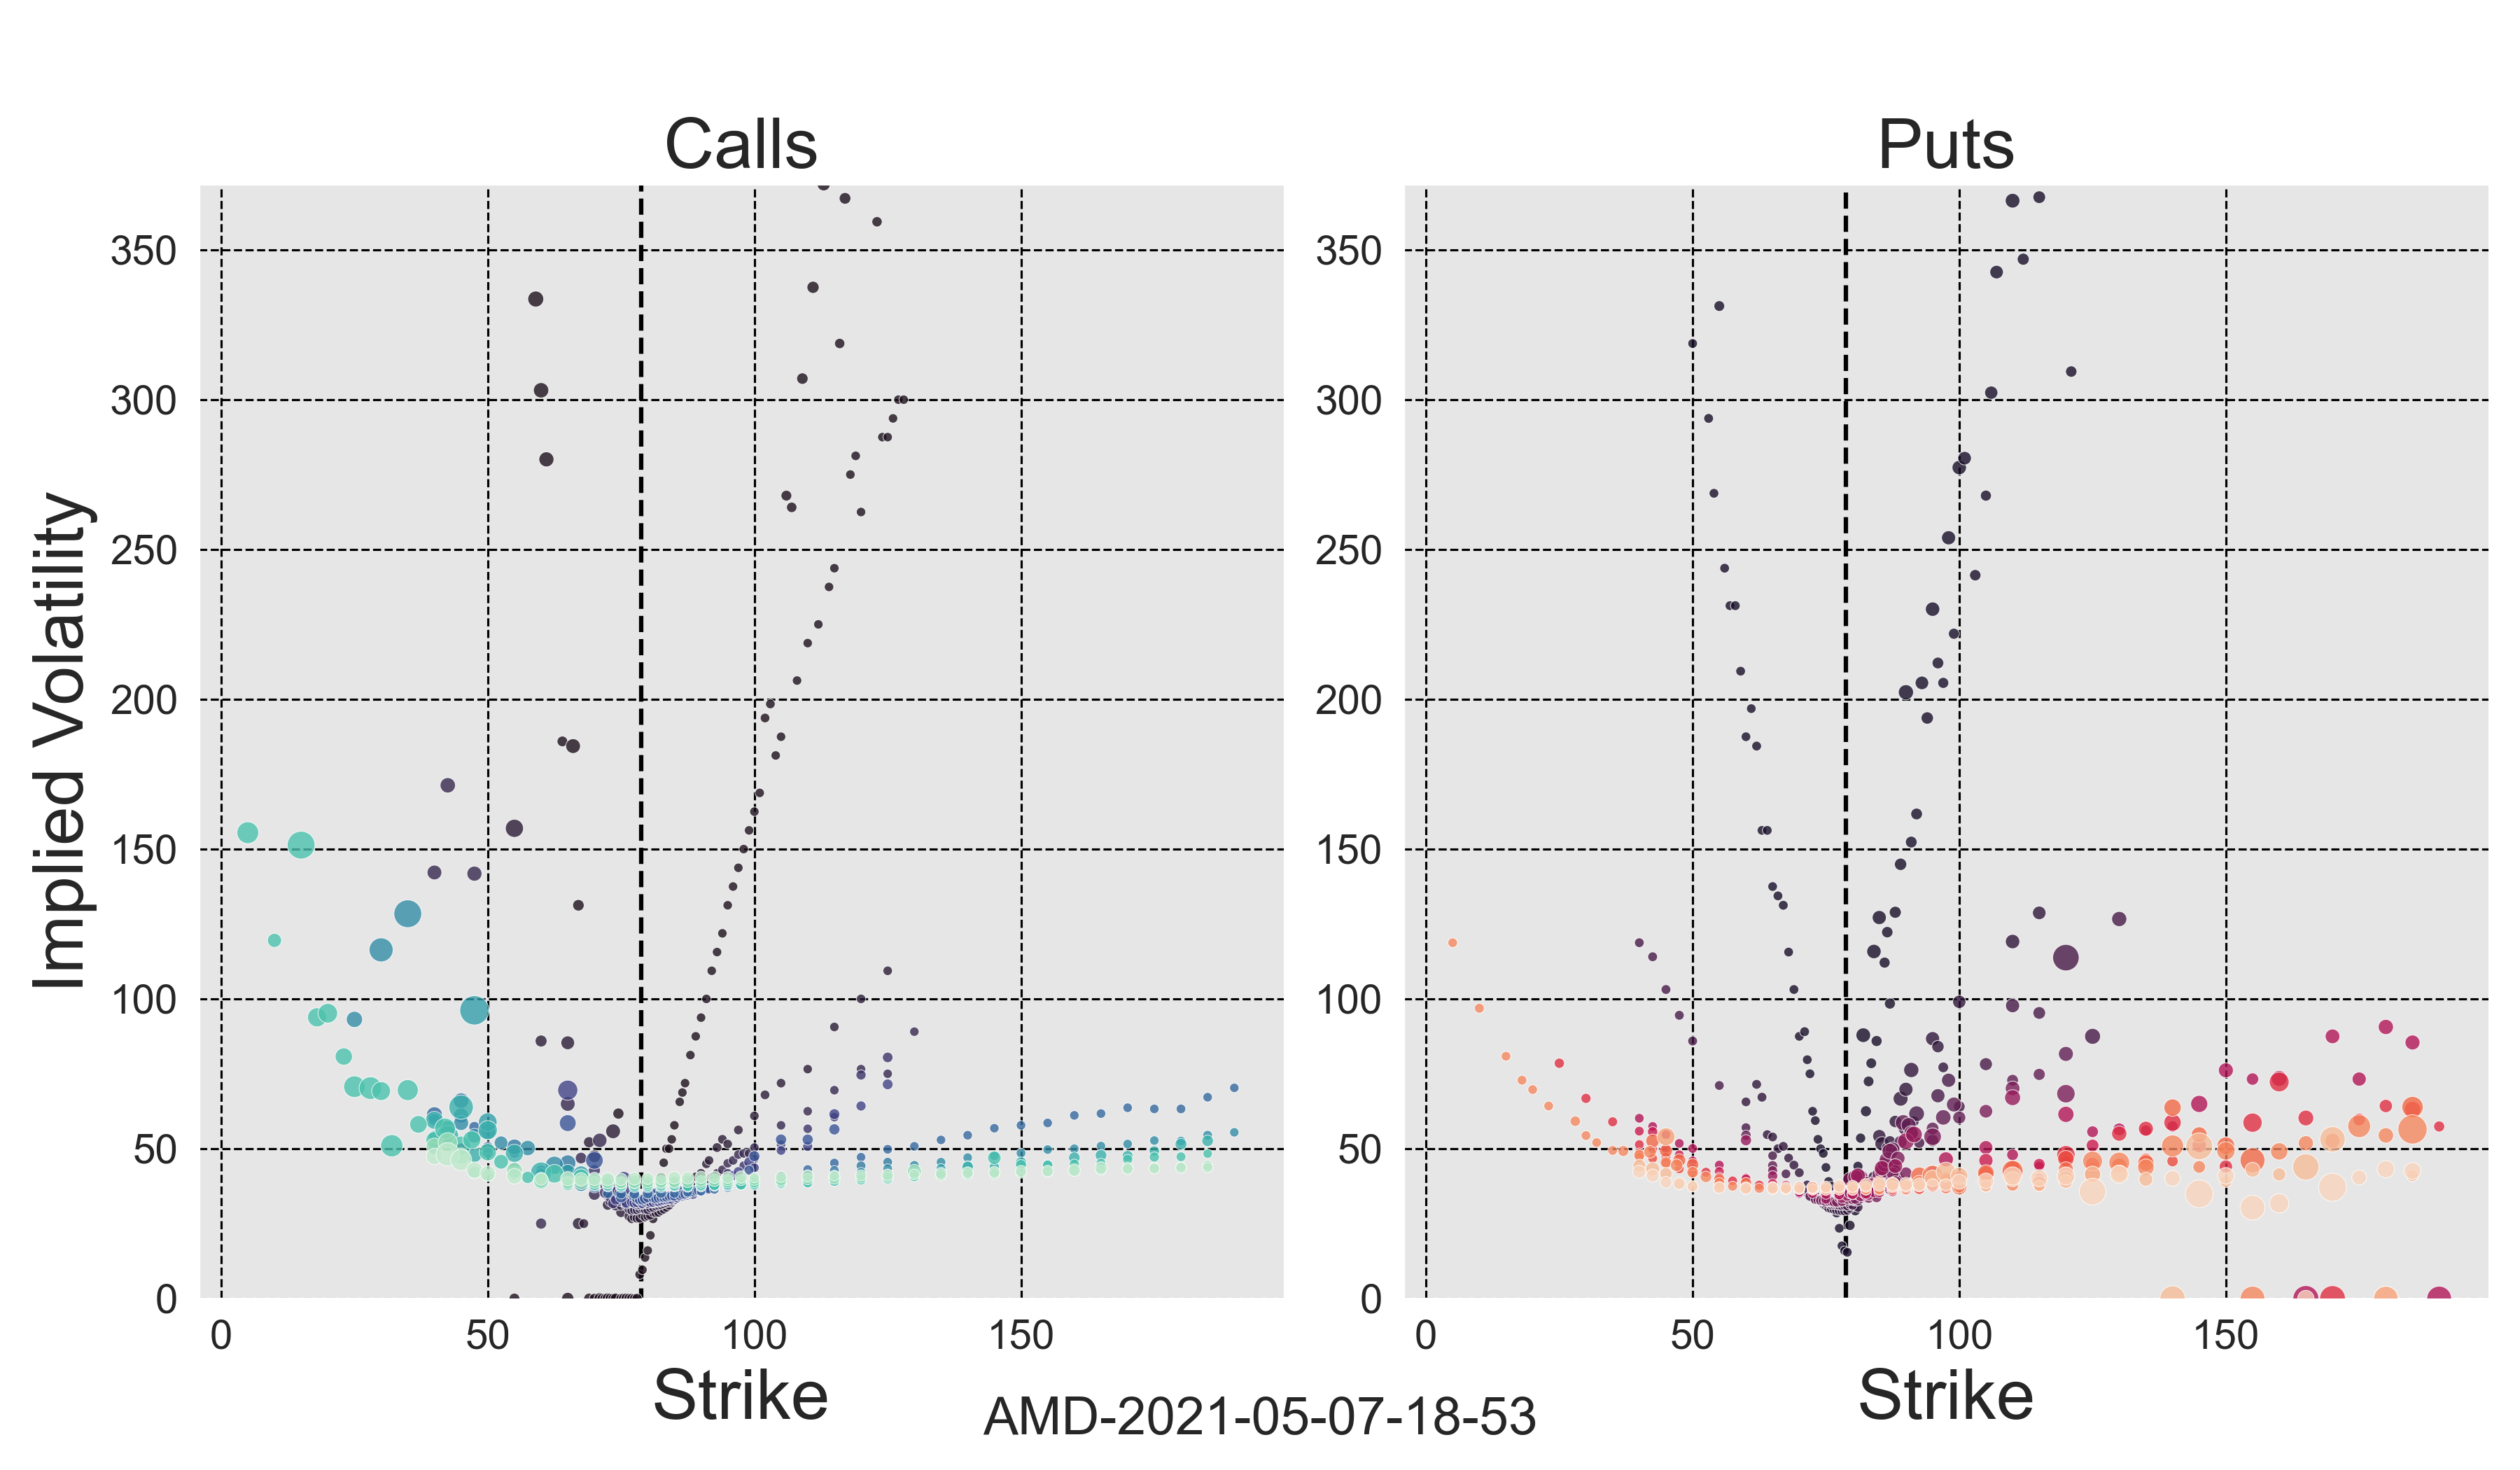 Calls Puts
350 350
300 300
250 250
200 200
150 150
100 100
50 50
0 0
Implied Volatility
0 50 100 150 0 50 100 150
Strike Strike
AMD-2021-05-07-18-53